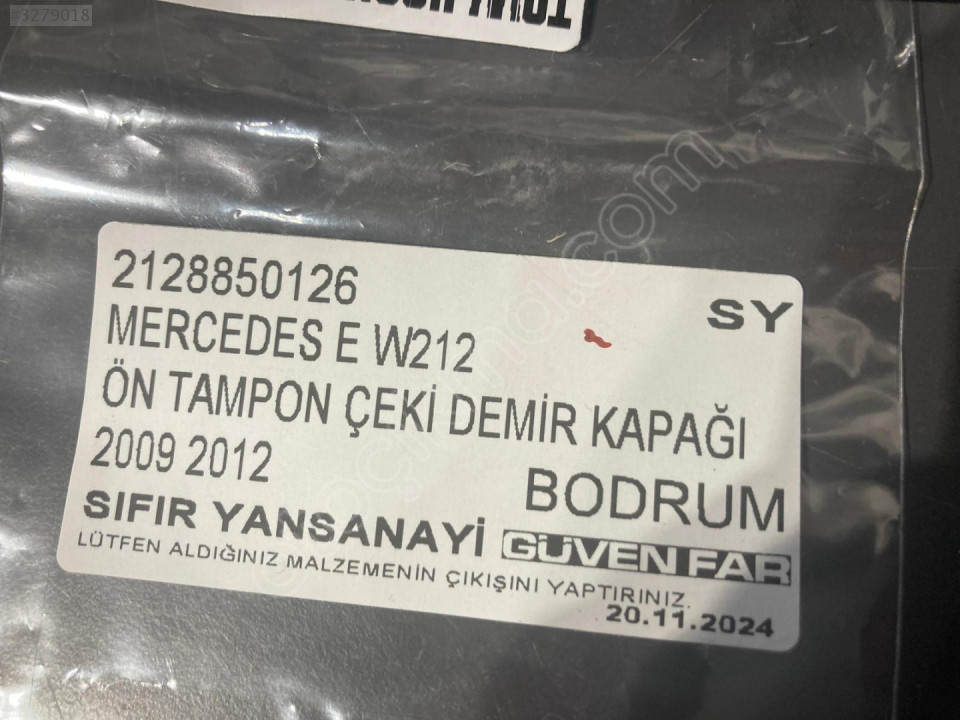 #3279018
2128850126
SY
MERCEDES E W212
ÖN TAMPON ÇEKİ DEMİR KAPAĞI
2009 2012
BODRUM
SIFIR YANSANAYİ GÜVEN FAR
LÜTFEN ALDIĞINIZ MALZEMENİN ÇIKIŞINI YAPTIRINIZ.
20.11.2024